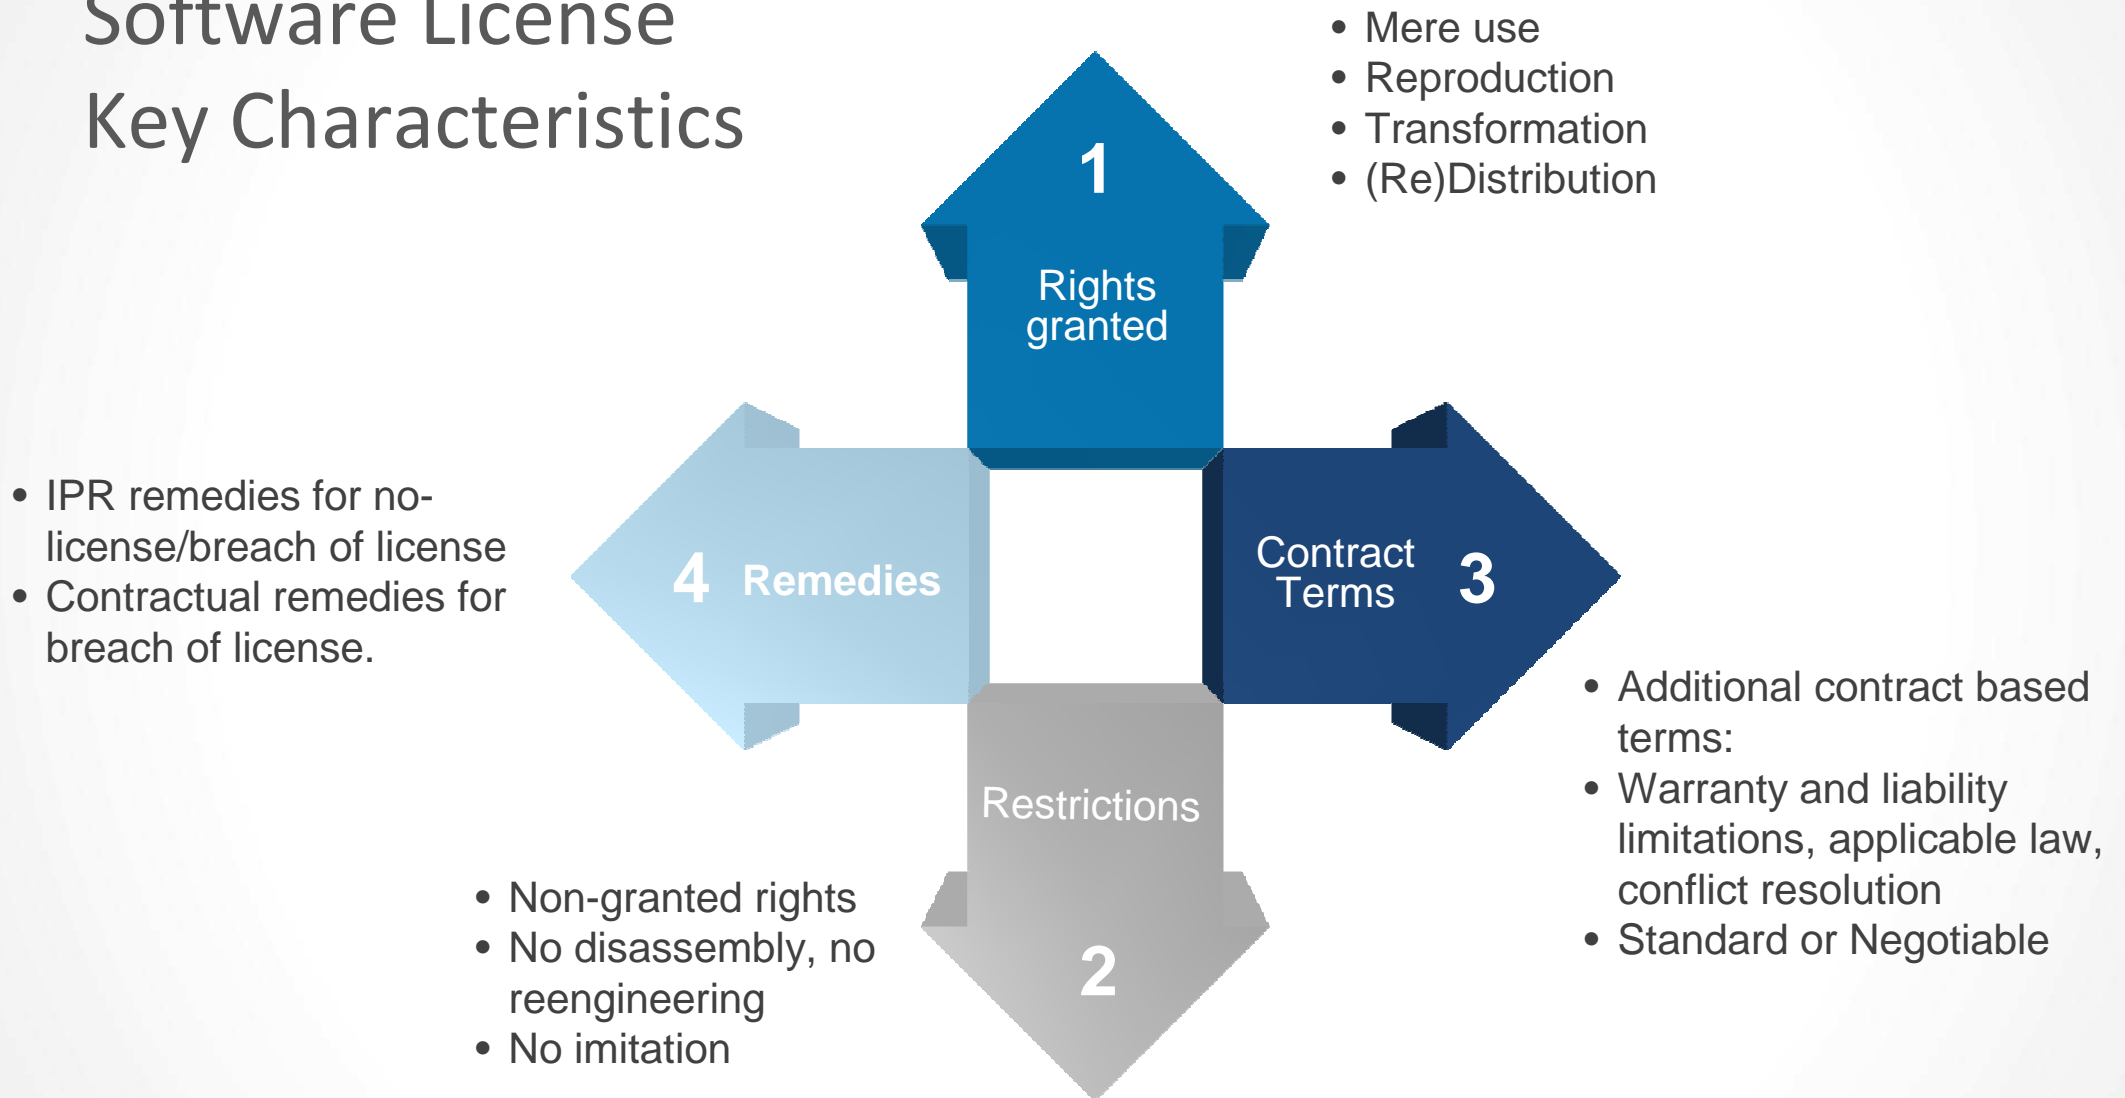 Software License
Key Characteristics
• Mere use
• Reproduction
• Transformation
• (Re)Distribution
1
Rights
granted
• IPR remedies for no-
license/breach of license
• Contractual remedies for
breach of license.
4 Remedies
Contract
Terms
3
• Additional contract based
terms:
• Warranty and liability
limitations, applicable law,
conflict resolution
• Standard or Negotiable
Restrictions
2
• Non-granted rights
• No disassembly, no
reengineering
• No imitation